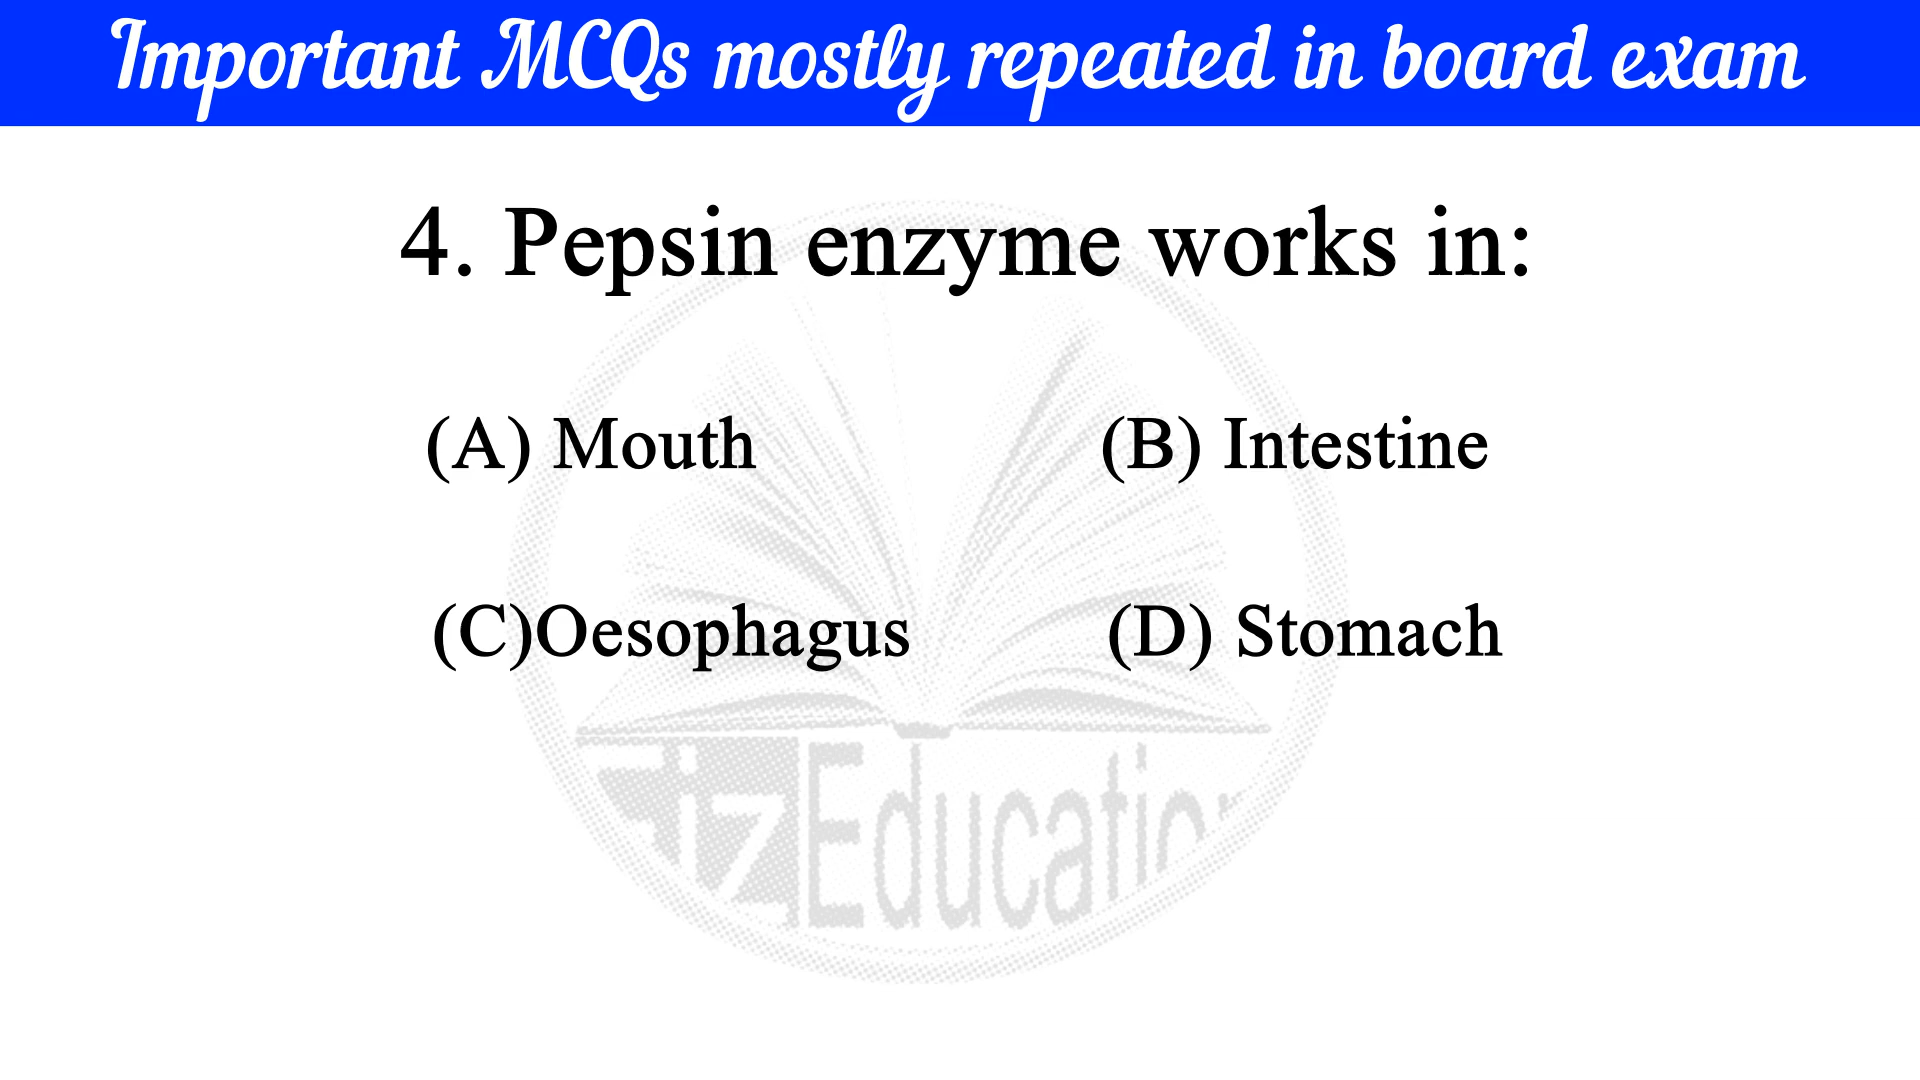 Important MCQs mostly repeated in board exam
4. Pepsin enzyme works in:
(A) Mouth
(B) Intestine
(C)Oesophagus
(D) Stomach